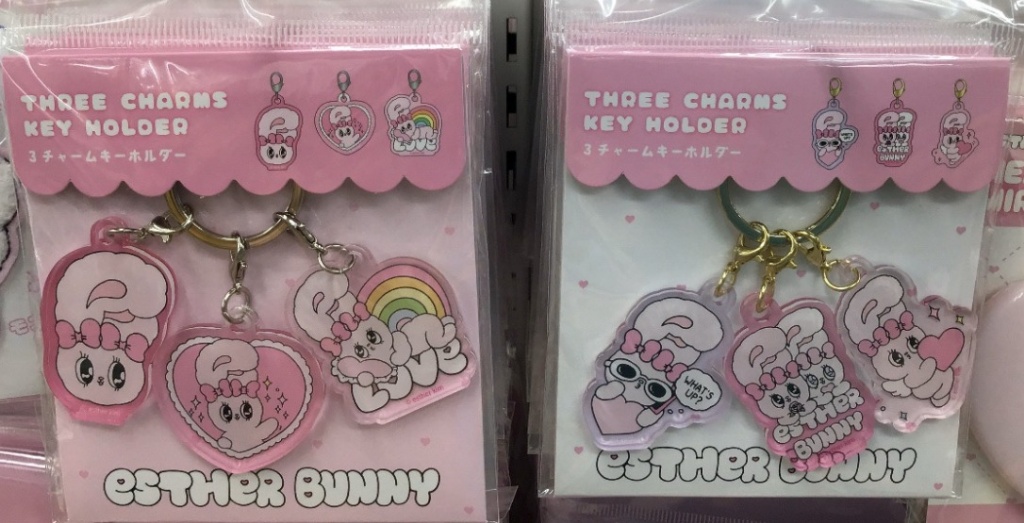 THREE CHARMS
KEY HOLDER
3 チャームキーホルダー
LOVE
ESTHER BUNNY
THREE CHARMS
KEY HOLDER
3 チャームキーホルダー
ESTHER
BUNNY
WHAT'S
UP?
ESTHER
BUNNY
ESTHER BUNNY